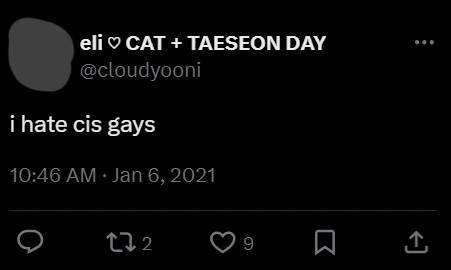 eli ♡ CAT + TAESEON DAY
@cloudyooni
i hate cis gays
10:46 AM · Jan 6, 2021
2 9